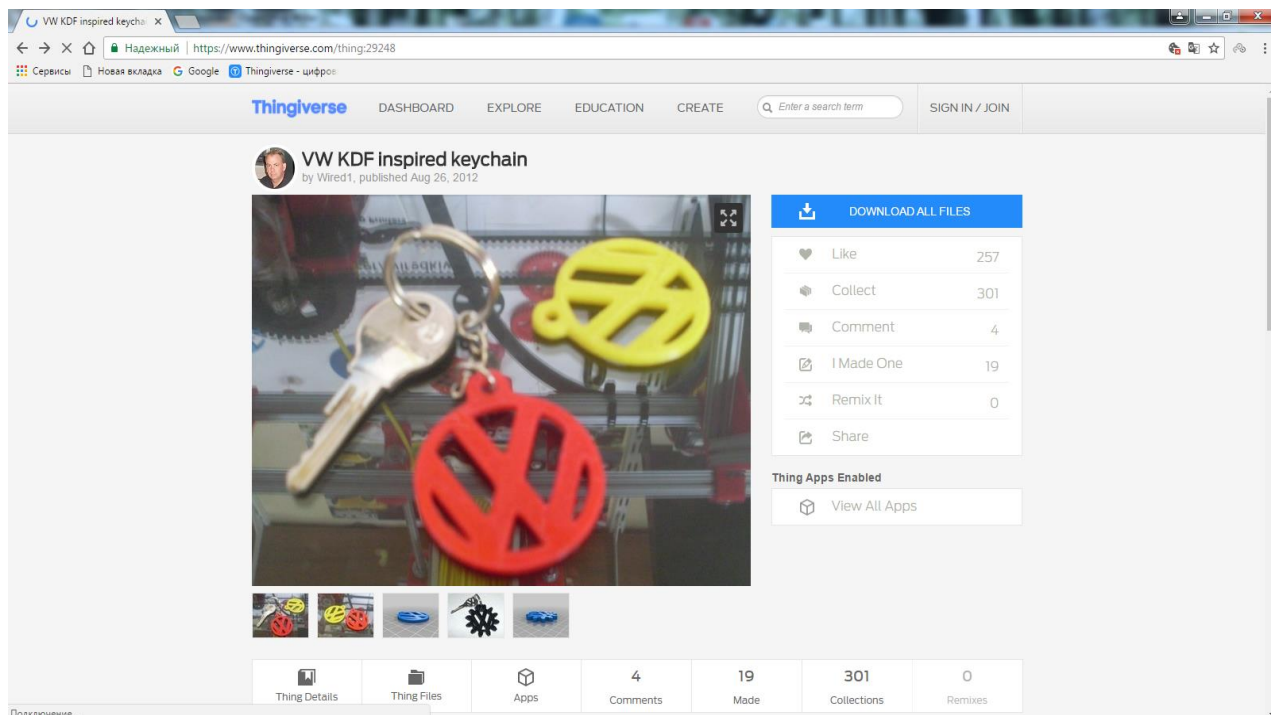 VW KDF inspired keycha
Надежный | https://www.thingiverse.com/thing:29248
Сервисы Новая вкладка Google Thingiverse - цифров
Thingiverse DASHBOARD EXPLORE EDUCATION CREATE Enter a search term SIGN IN / JOIN
VW KDF inspired keychain
by Wired1, published Aug 26, 2012
DOWNLOAD ALL FILES
Like 257
Collect 301
Comment 4
I Made One 19
Remix It 0
Share
Thing Apps Enabled
View All Apps
4 19 301 0
Thing Details Thing Files Apps Comments Made Collections Remixes
Подключение